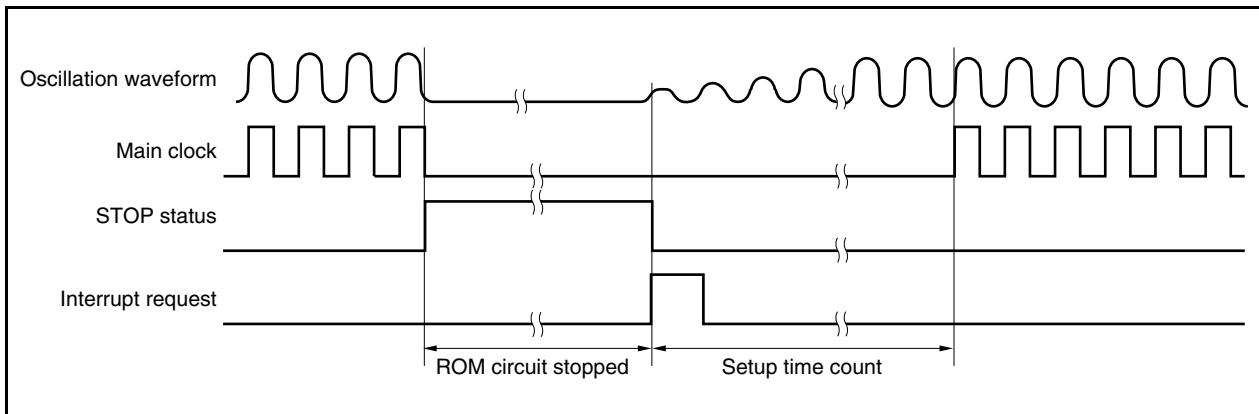 Oscillation waveform
Main clock
STOP status
Interrupt request
ROM circuit stopped
Setup time count